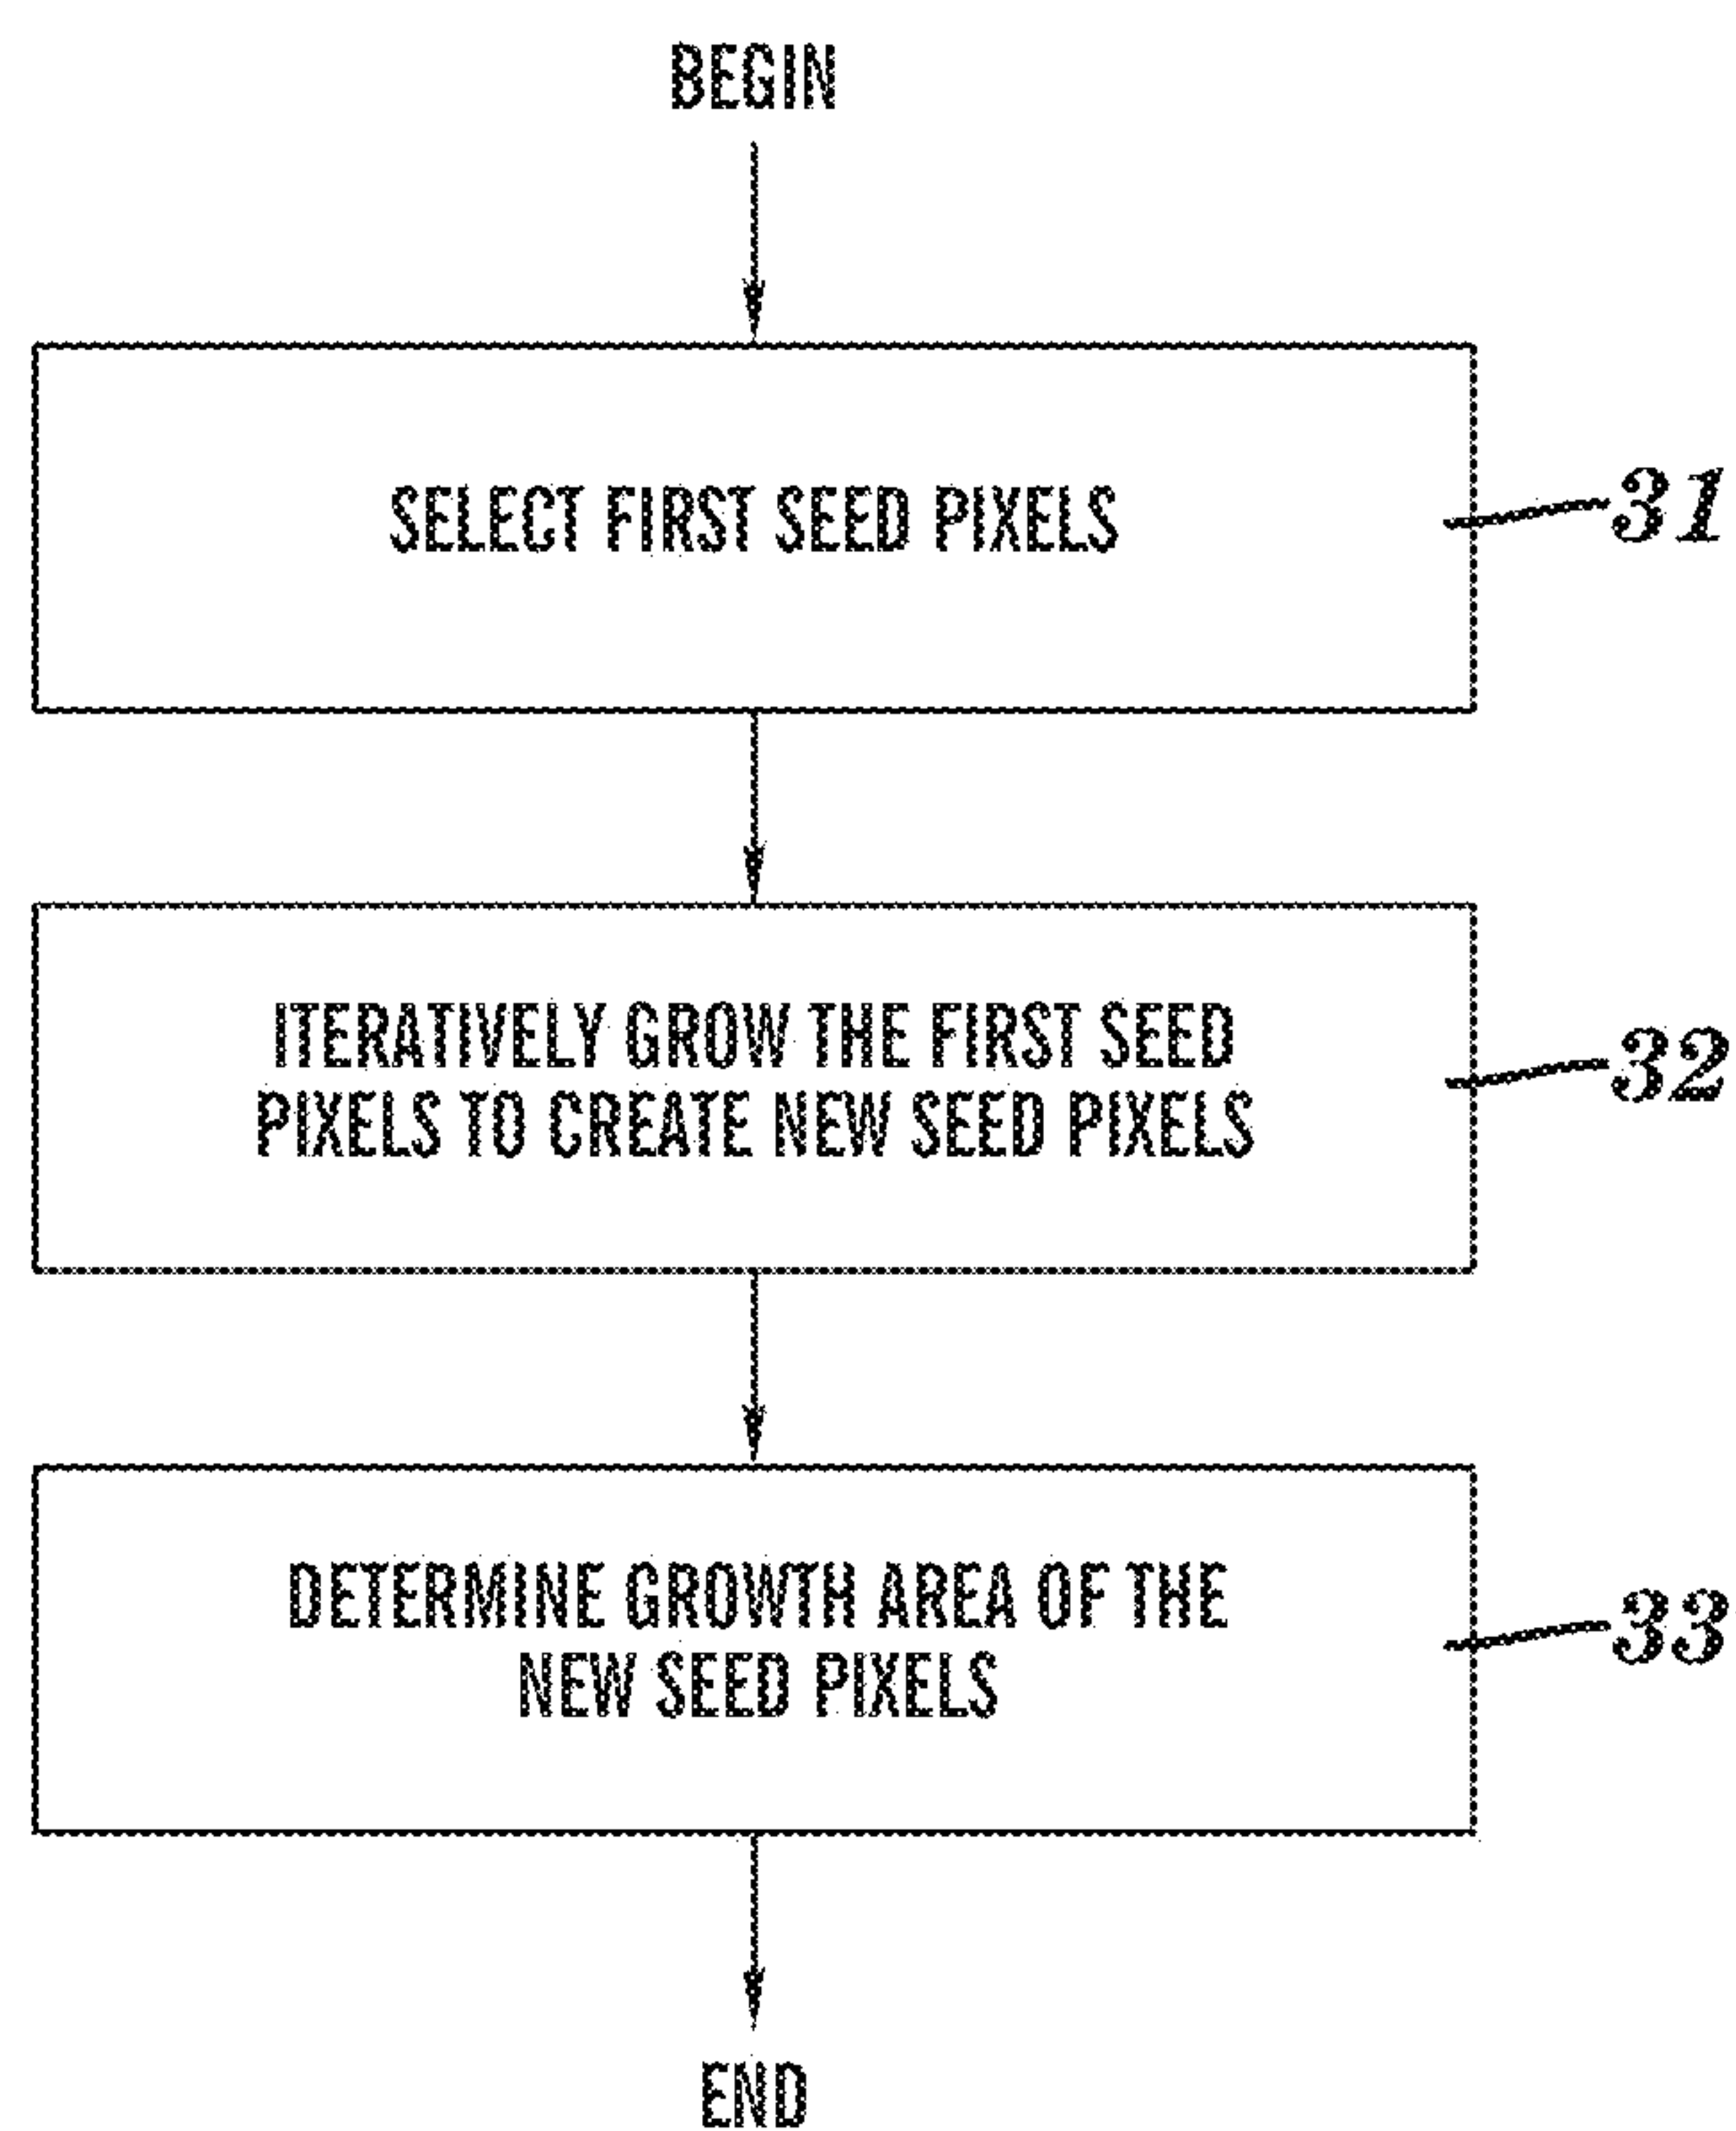 BEGIN
SELECT FIRST SEED PIXELS
31
ITERATIVELY GROW THE FIRST SEED
PIXELS TO CREATE NEW SEED PIXELS
32
DETERMINE GROWTH AREA OF THE
NEW SEED PIXELS
33
END